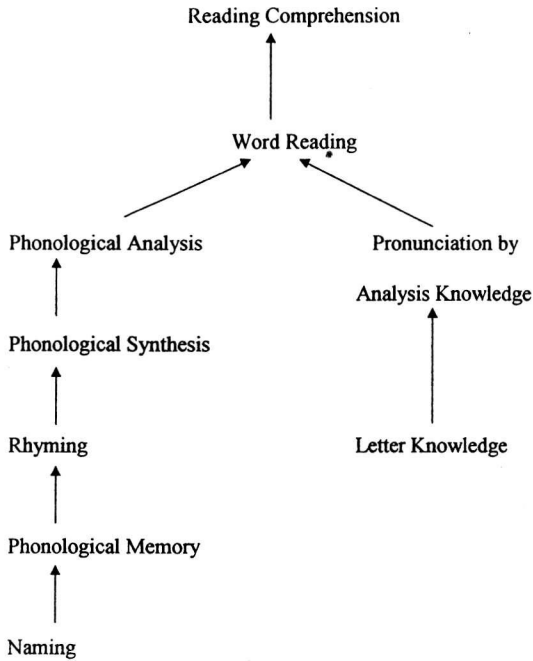 Reading Comprehension
Word Reading
Phonological Analysis
Pronunciation by
Analysis Knowledge
Phonological Synthesis
Rhyming
Letter Knowledge
Phonological Memory
Naming